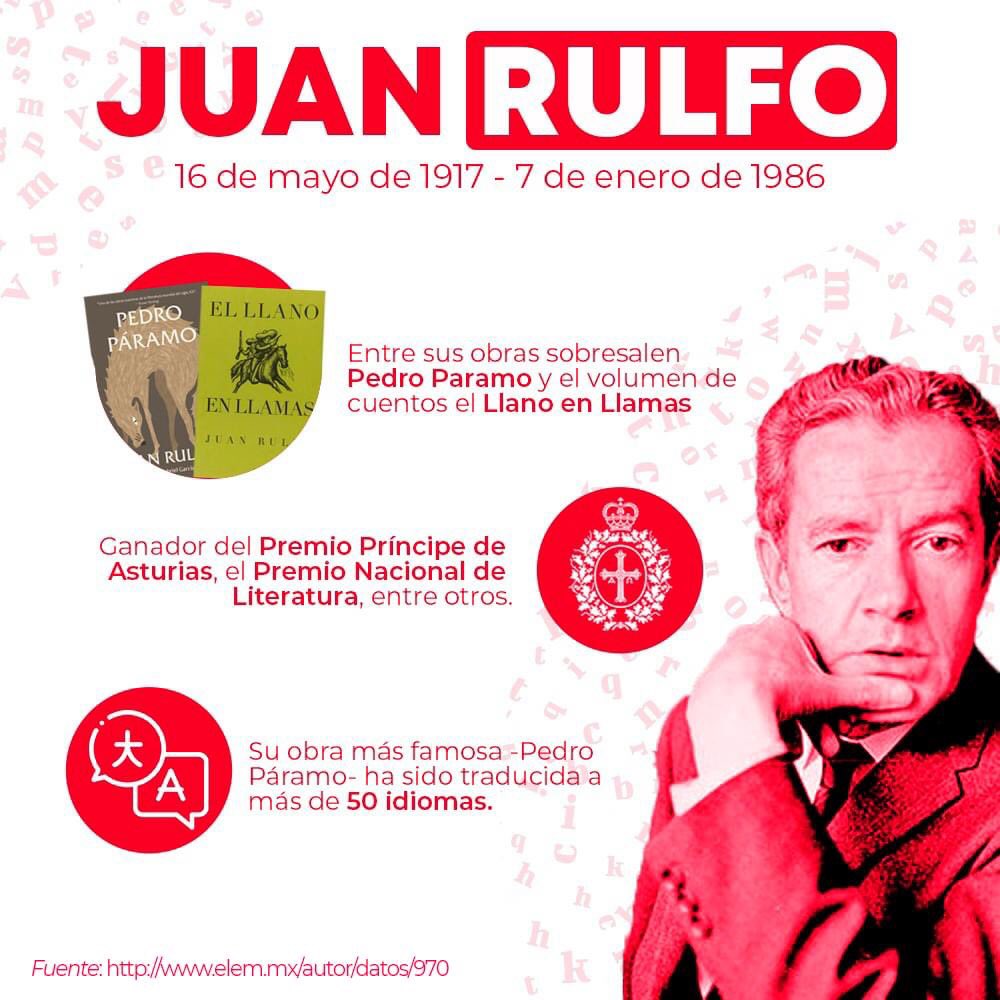 JUAN RULFO
16 de mayo de 1917 - 7 de enero de 1986
PEDRO
PÁRAMO
EL LLANO
EN LLAMAS
JUAN RUL
AN RUL
Entre sus obras sobresalen
Pedro Paramo y el volumen de
cuentos el Llano en Llamas
Ganador del Premio Príncipe de
Asturias, el Premio Nacional de
Literatura, entre otros.
大
A
Su obra más famosa -Pedro
Páramo- ha sido traducida a
más de 50 idiomas.
Fuente: http://www.elem.mx/autor/datos/970